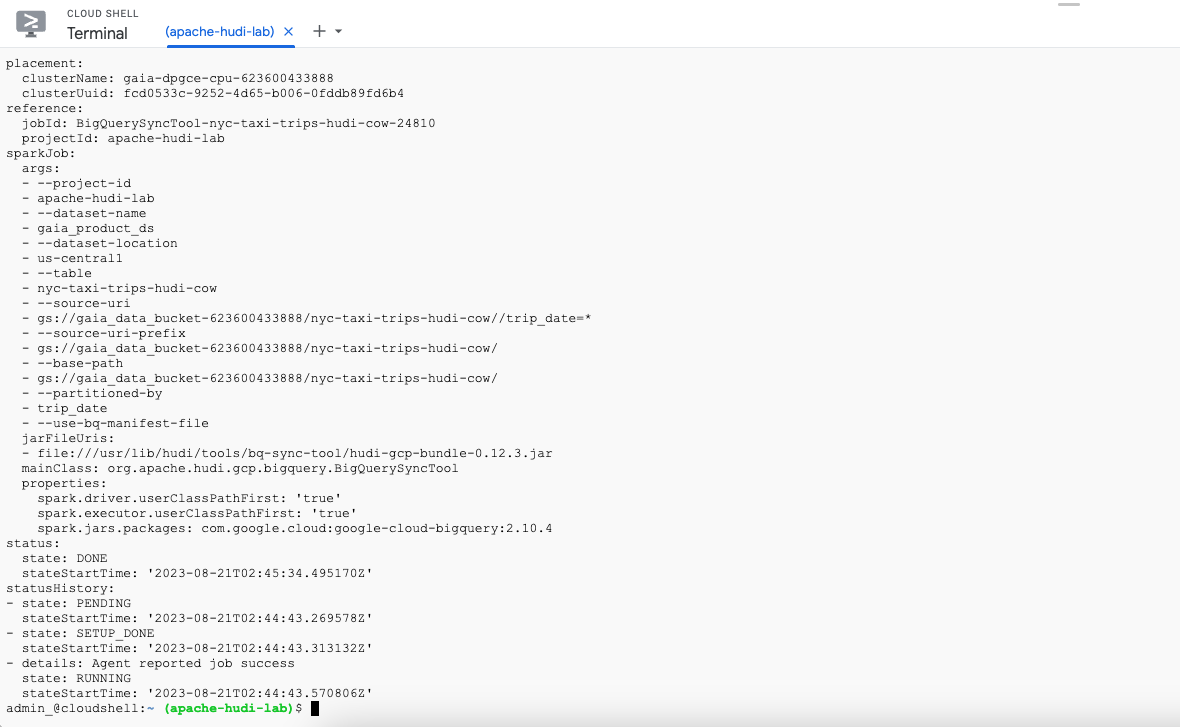 CLOUD SHELL
Terminal
(apache-hudi-lab)
placement:
  clusterName: gaia-dpgce-cpu-623600433888
  clusterUuid: fcd0533c-9252-4d65-b006-0fddb89fd6b4
reference:
  jobId: BigQuerySyncTool-nyc-taxi-trips-hudi-cow-24810
  projectId: apache-hudi-lab
sparkJob:
  args:
  - --project-id
  - apache-hudi-lab
  - --dataset-name
  - gaia_product_ds
  - --dataset-location
  - us-central1
  - --table
  - nyc-taxi-trips-hudi-cow
  - --source-uri
  - gs://gaia_data_bucket-623600433888/nyc-taxi-trips-hudi-cow//trip_date=*
  - --source-uri-prefix
  - gs://gaia_data_bucket-623600433888/nyc-taxi-trips-hudi-cow/
  - --base-path
  - gs://gaia_data_bucket-623600433888/nyc-taxi-trips-hudi-cow/
  - --partitioned-by
  - trip_date
  - --use-bq-manifest-file
  jarFileUris:
  - file:///usr/lib/hudi/tools/bq-sync-tool/hudi-gcp-bundle-0.12.3.jar
  mainClass: org.apache.hudi.gcp.bigquery.BigQuerySyncTool
  properties:
    spark.driver.userClassPathFirst: 'true'
    spark.executor.userClassPathFirst: 'true'
    spark.jars.packages: com.google.cloud:google-cloud-bigquery:2.10.4
status:
  state: DONE
  stateStartTime: '2023-08-21T02:45:34.495170Z'
statusHistory:
- state: PENDING
  stateStartTime: '2023-08-21T02:44:43.269578Z'
- state: SETUP_DONE
  stateStartTime: '2023-08-21T02:44:43.313132Z'
- details: Agent reported job success
  state: RUNNING
  stateStartTime: '2023-08-21T02:44:43.570806Z'
admin_@cloudshell:~ (apache-hudi-lab)$